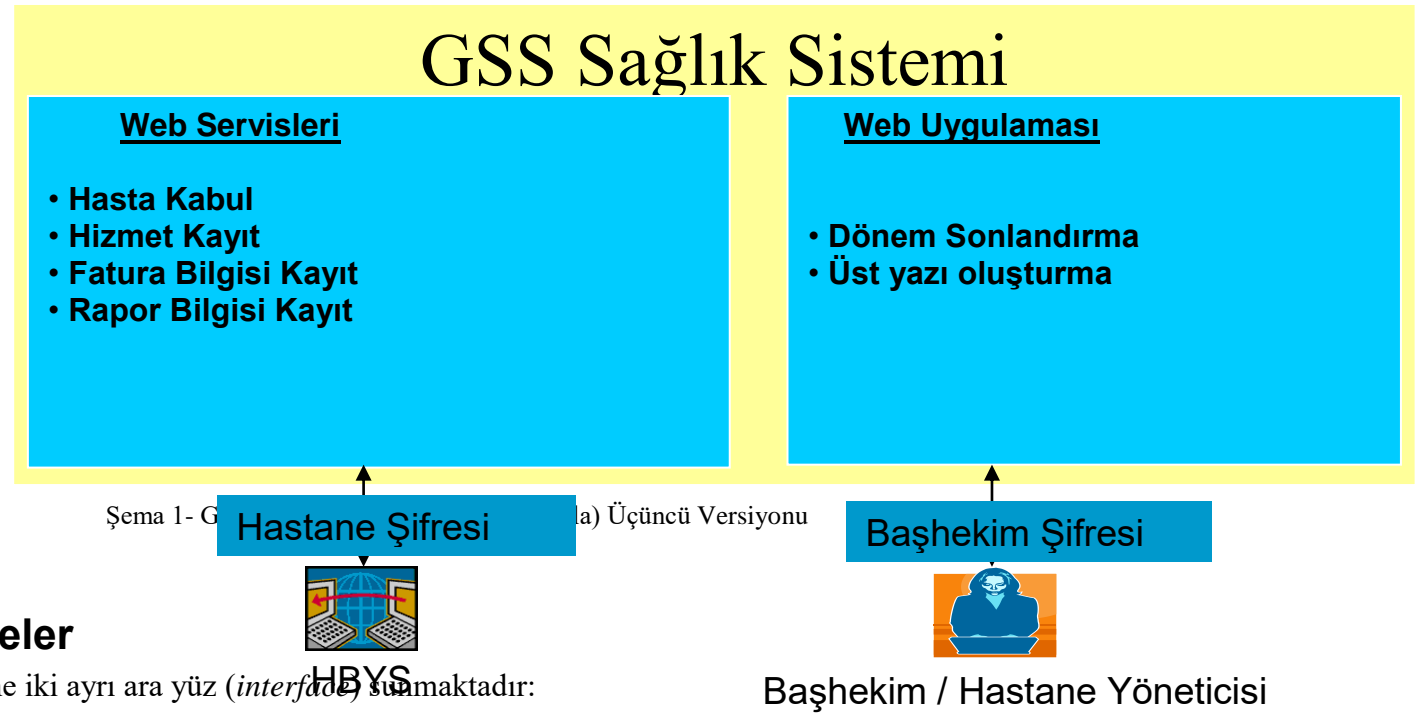 GSS Sağlık Sistemi
Web Servisleri
• Hasta Kabul
• Hizmet Kayıt
• Fatura Bilgisi Kayıt
• Rapor Bilgisi Kayıt
Web Uygulaması
• Dönem Sonlandırma
• Üst yazı oluşturma
Şema 1- G la) Üçüncü Versiyonu
Hastane Şifresi
Başhekim Şifresi
eler
HBYS
e iki ayrı ara yüz (interface) sunmaktadır:
Başhekim / Hastane Yöneticisi